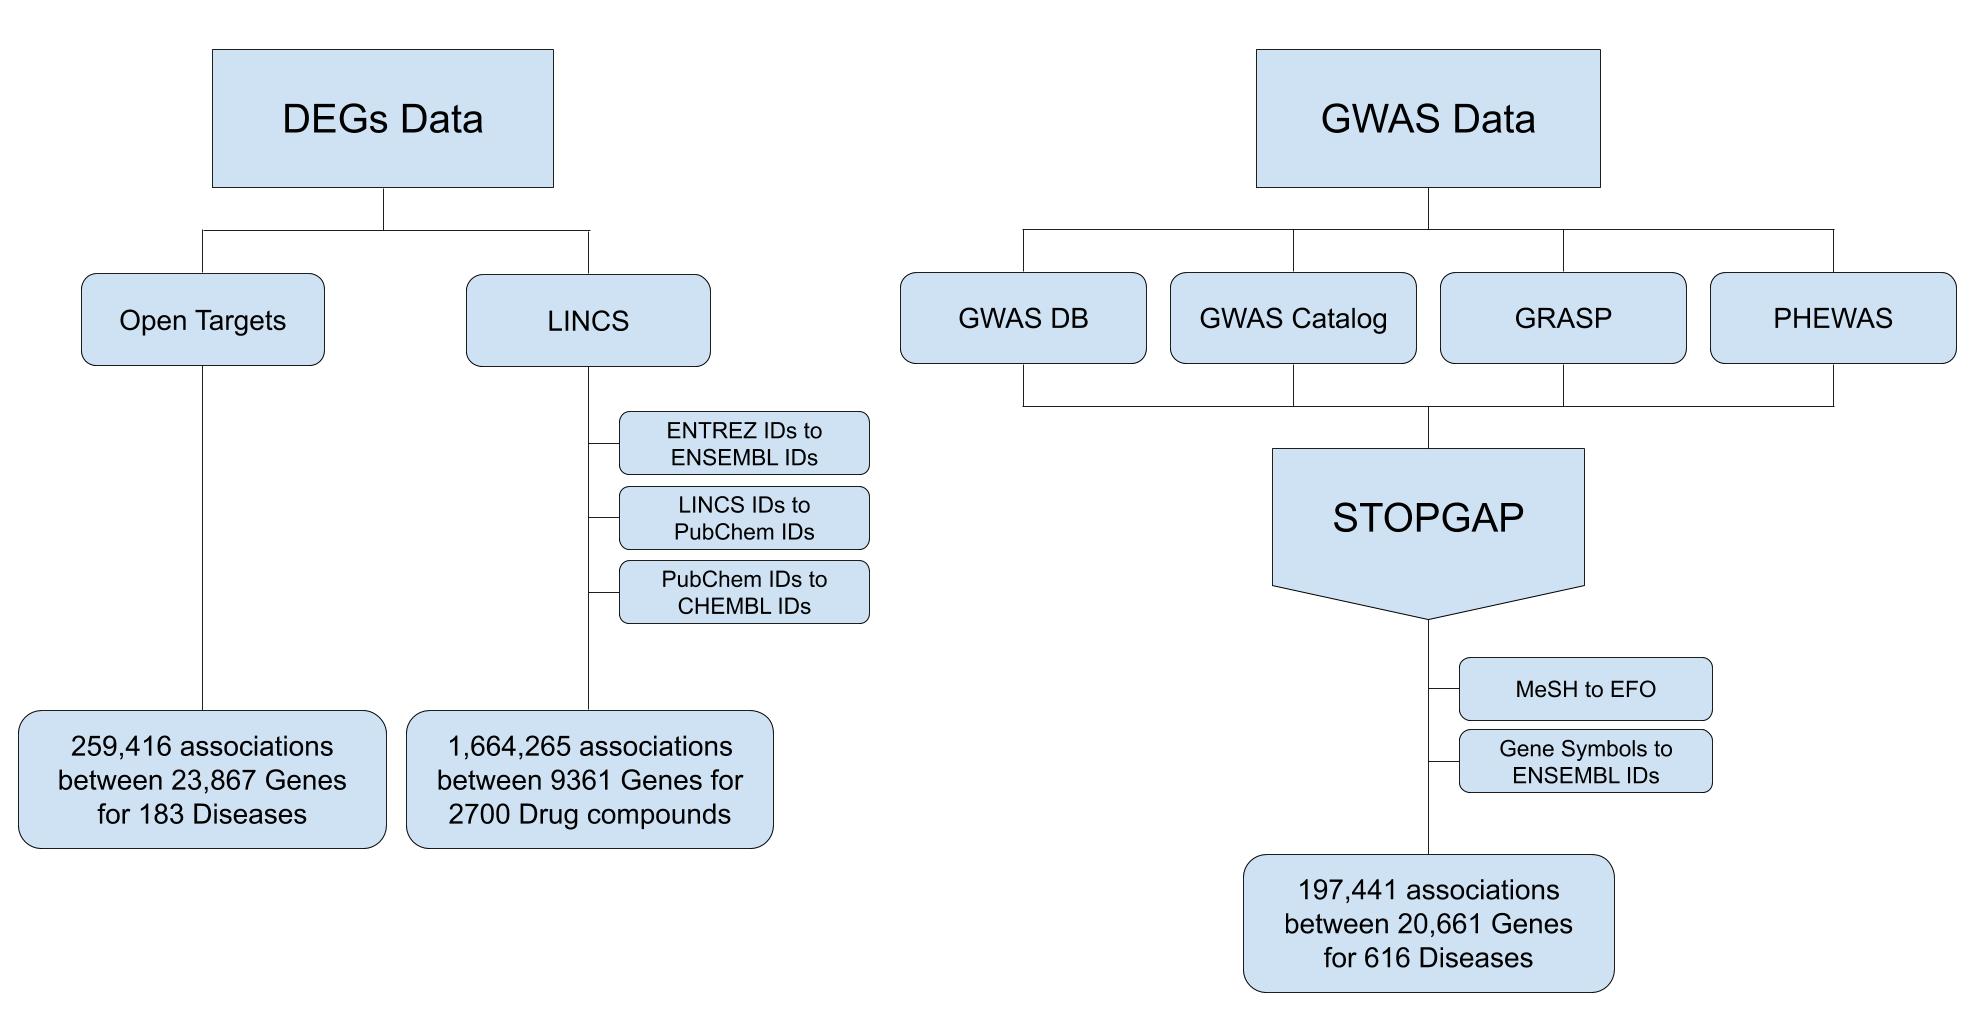 DEGs Data
Open Targets
LINCS
ENTREZ IDs to
ENSEMBL IDs
LINCS IDs to
PubChem IDs
PubChem IDs to
CHEMBL IDs
259,416 associations
between 23,867 Genes
for 183 Diseases
1,664,265 associations
between 9361 Genes for
2700 Drug compounds
GWAS Data
GWAS DB
GWAS Catalog
GRASP
PHEWAS
STOPGAP
MeSH to EFO
Gene Symbols to
ENSEMBL IDs
197,441 associations
between 20,661 Genes
for 616 Diseases